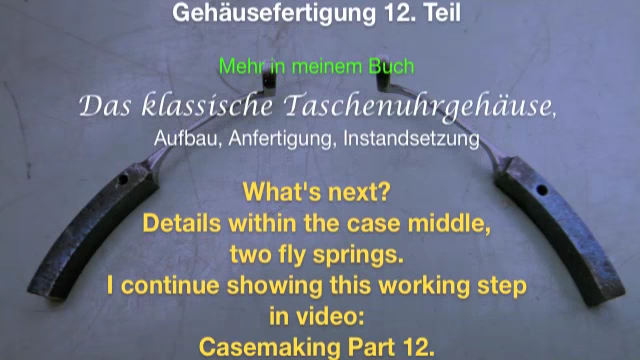 Gehäusefertigung 12. Teil
Mehr in meinem Buch
Das klassische Taschenuhrgehäuse,
Aufbau, Anfertigung, Instandsetzung
What's next?
Details within the case middle,
two fly springs.
I continue showing this working step
in video:
Casemaking Part 12.